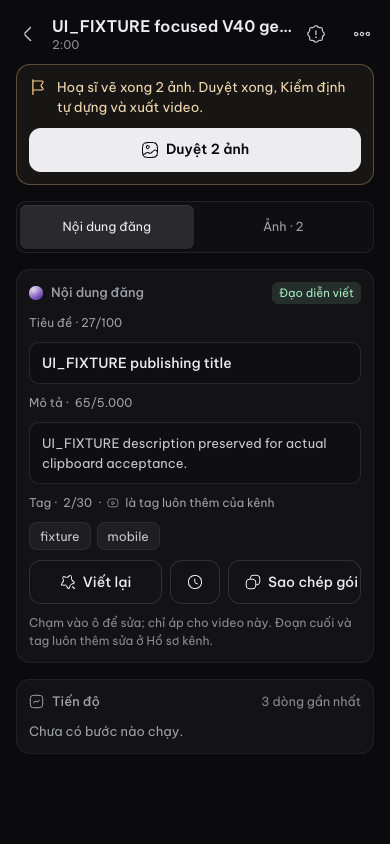 UI_FIXTURE focused V40 ge...
2:00
Hoạ sĩ vẽ xong 2 ảnh. Duyệt xong, Kiểm định
tự dựng và xuất video.
Duyệt 2 ảnh
Nội dung đăng
Ảnh · 2
Nội dung đăng
Đạo diễn viết
Tiêu đề · 27/100
UI_FIXTURE publishing title
Mô tả · 65/5.000
UI_FIXTURE description preserved for actual
clipboard acceptance.
Tag · 2/30 · là tag luôn thêm của kênh
fixture
mobile
Viết lại
Sao chép gói
Chạm vào ô để sửa; chỉ áp cho video này. Đoạn cuối và
tag luôn thêm sửa ở Hồ sơ kênh.
Tiến độ
3 dòng gần nhất
Chưa có bước nào chạy.